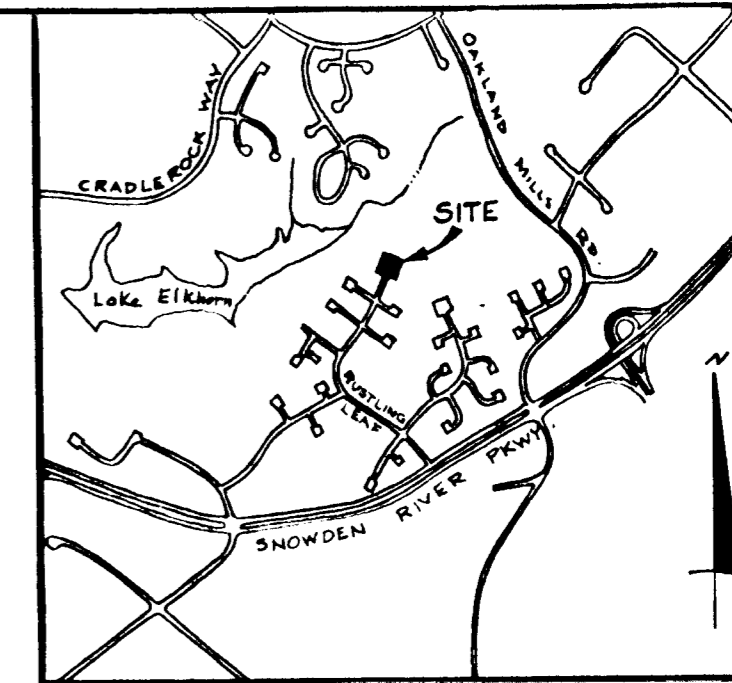 CRADLEROCK WAY
OAKLAND MILLS RD.
SITE
Lake Elkhorn
RUSTLING
LEAF
SNOWDEN RIVER PKWY.
N